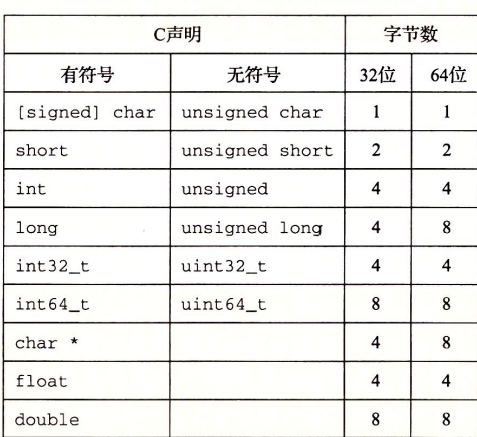 C声明 字节数
有符号 无符号 32位 64位
[signed] char unsigned char 1 1
short unsigned short 2 2
int unsigned 4 4
long unsigned long 4 8
int32_t uint32_t 4 4
int64_t uint64_t 8 8
char * 4 8
float 4 4
double 8 8